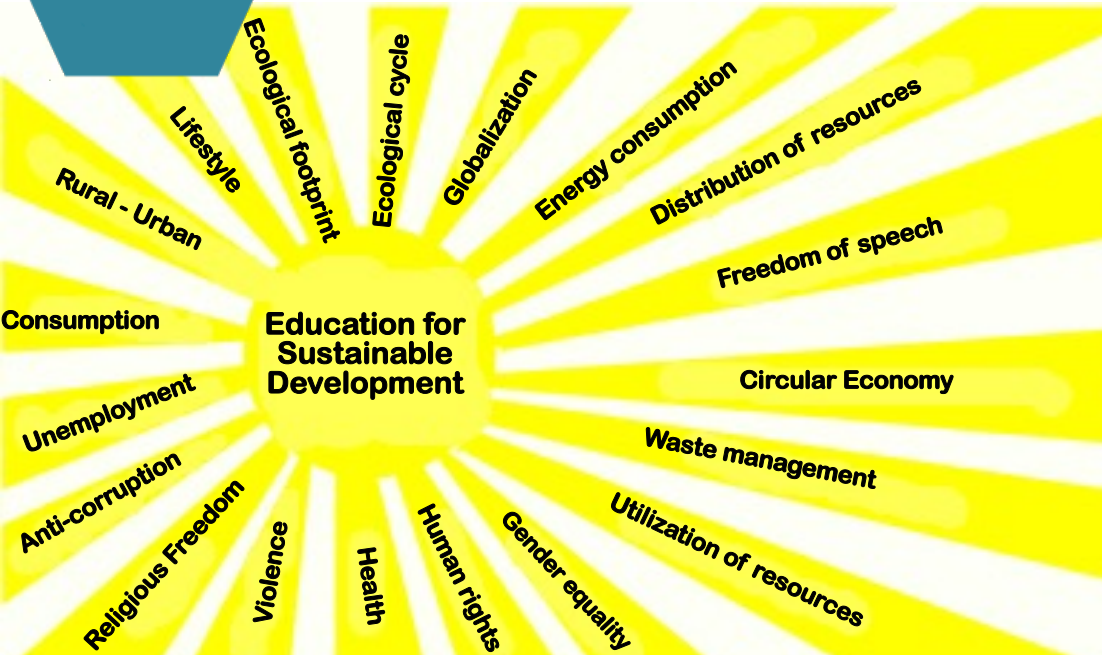 Education for
Sustainable
Development
Ecological footprint
Ecological cycle
Globalization
Energy consumption
Distribution of resources
Freedom of speech
Circular Economy
Waste management
Utilization of resources
Gender equality
Human rights
Health
Violence
Religious Freedom
Anti-corruption
Unemployment
Consumption
Rural - Urban
Lifestyle